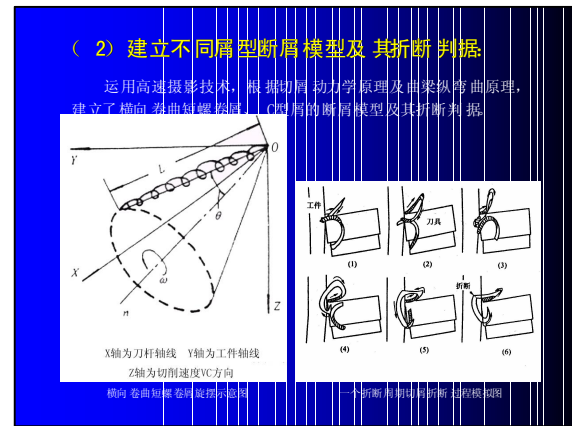 （ 2）建立不同屑型断屑模型及 其折断 判据:
运用高速摄影技术，根据切屑动力学原理及曲梁纵弯曲原理，
建立了横向 卷曲短螺卷屑、 C型屑的断屑模型及其折断判据。
Y
L
O
θ
X
ω
n
Z
X轴为刀杆轴线 Y轴为工件轴线
Z轴为切削速度VC方向
工件
刀具
(1) (2) (3)
折断
(4) (5) (6)
横向 卷曲短螺 卷屑旋摆示意图
一个折断周期切屑折断 过程模拟图